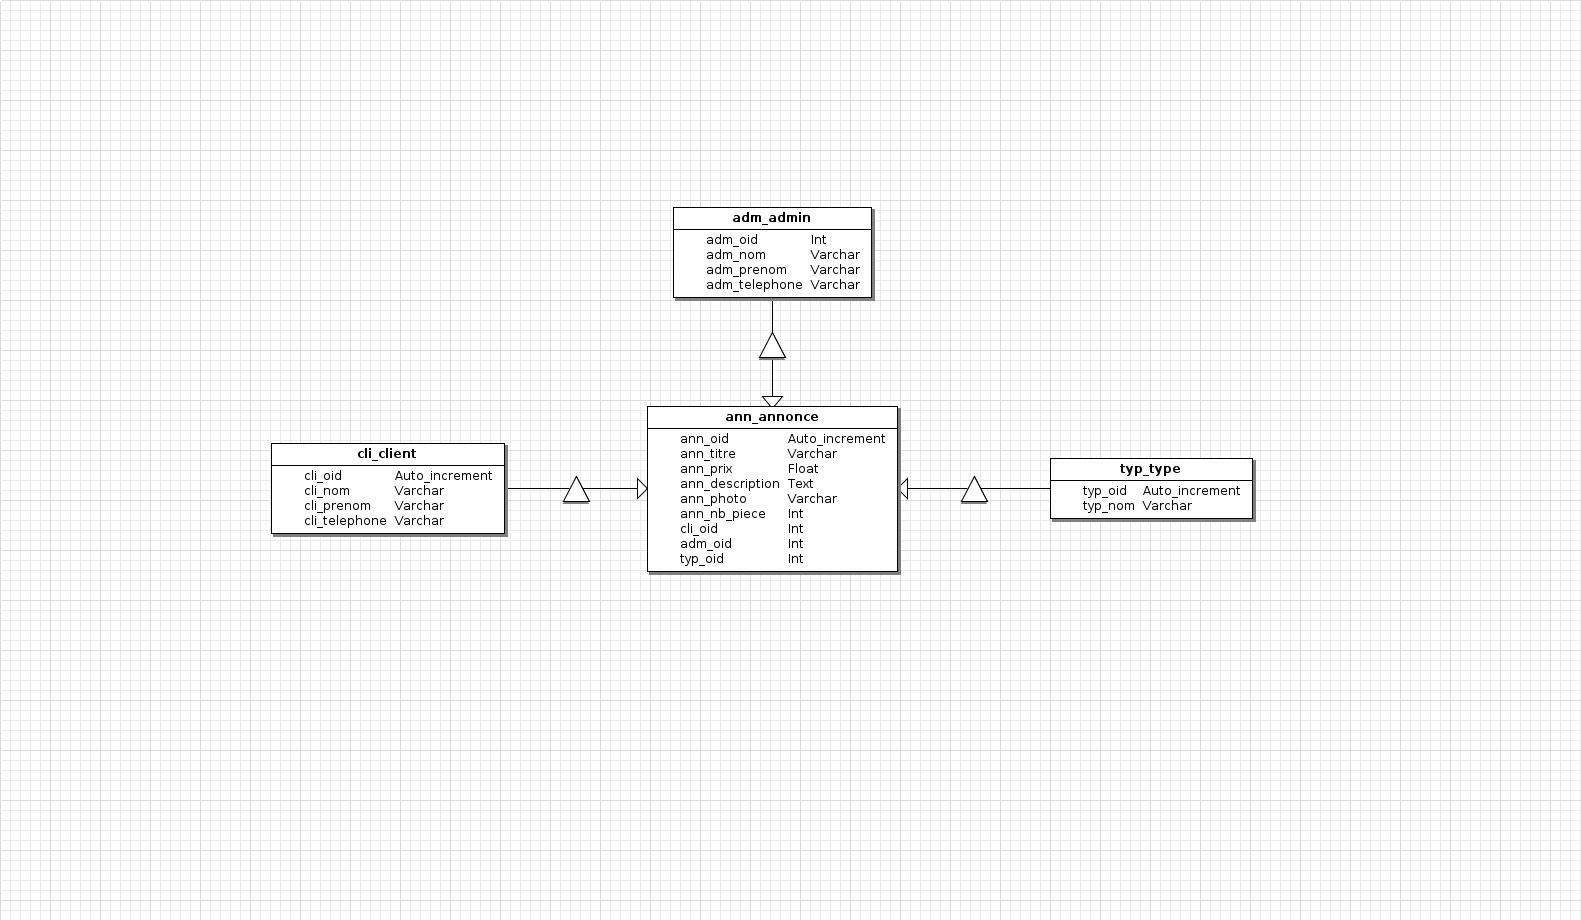 adm_admin
adm_oid Int
adm_nom Varchar
adm_prenom Varchar
adm_telephone Varchar
cli_client
cli_oid Auto_increment
cli_nom Varchar
cli_prenom Varchar
cli_telephone Varchar
ann_annonce
ann_oid Auto_increment
ann_titre Varchar
ann_prix Float
ann_description Text
ann_photo Varchar
ann_nb_piece Int
cli_oid Int
adm_oid Int
typ_oid Int
typ_type
typ_oid Auto_increment
typ_nom Varchar